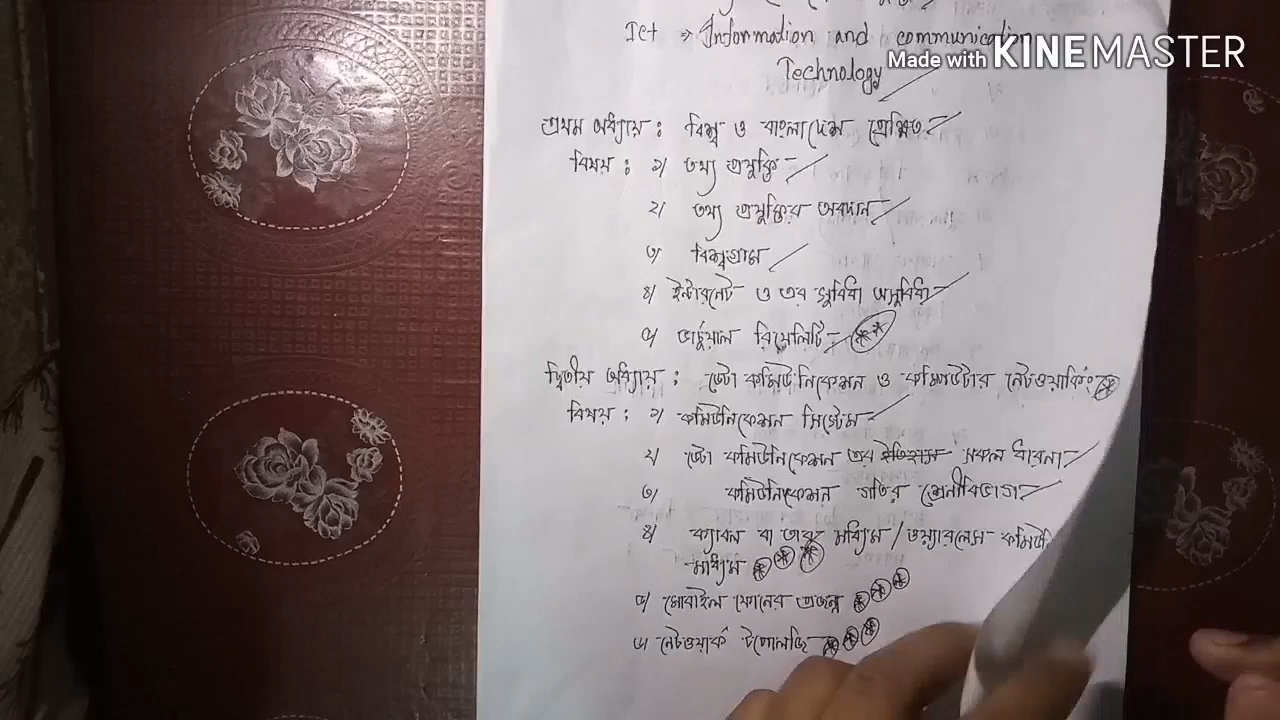 Ict → Information and communication
Made with KINEMASTER
Technology
প্রথম অধ্যায় : বিশ্ব ও বাংলাদেশ প্রেক্ষিত
বিষয় : ১/ তথ্য প্রযুক্তি
২/ তথ্য প্রযুক্তির অবদান
৩/ বিশ্বগ্রাম
৪/ ইন্টারনেট ও তর সুবিধা অসুবিধা
৫/ ভার্চুয়াল রিয়েলিটি
দ্বিতীয় অধ্যায় : ডেটা কমিউনিকেশন ও কম্পিউটার নেটওয়ার্কিং
বিষয় : ১/ কমিউনিকেশন সিস্টেম
২/ ডেটা কমিউনিকেশন তর ইতিহাস সকল ধারনা
৩/ কমিউনিকেশন গতির শ্রেনীবিভাগ
৪/ ক্যাবল বা তার মাধ্যম / ওয়্যারলেস
মাধ্যম
৫/ মোবাইল ফোনের প্রজন্ম
৬/ নেটওয়ার্ক টপোলজি